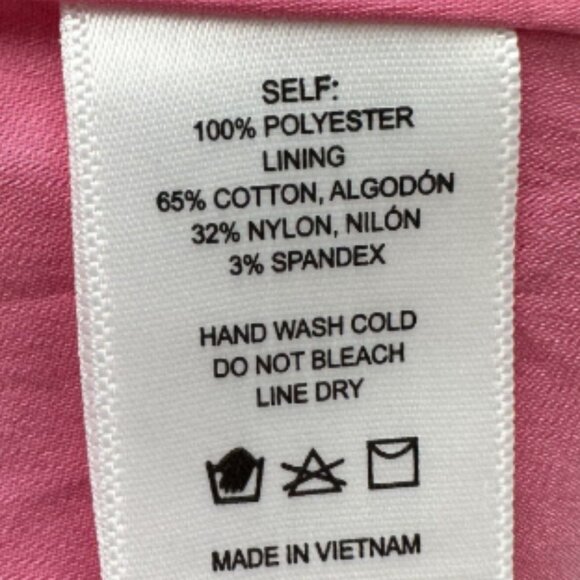 SELF:
100% POLYESTER
LINING
65% COTTON, ALGODÓN
32% NYLON, NILÓN
3% SPANDEX
HAND WASH COLD
DO NOT BLEACH
LINE DRY
MADE IN VIETNAM